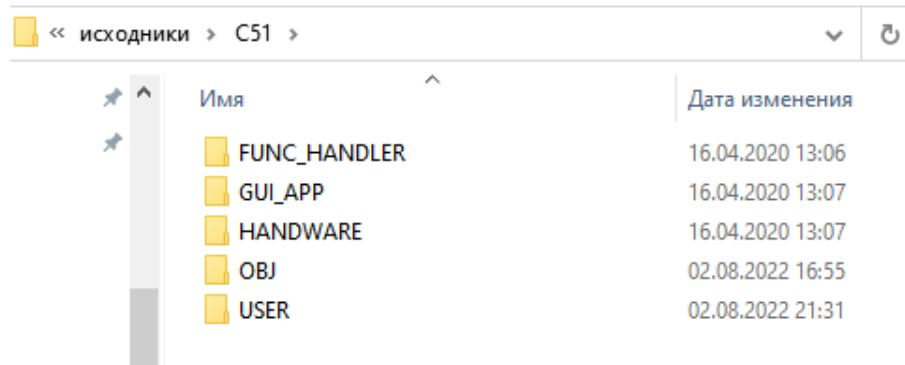 « исходники › C51 ›
Имя Дата изменения
FUNC_HANDLER 16.04.2020 13:06
GUI_APP 16.04.2020 13:07
HANDWARE 16.04.2020 13:07
OBJ 02.08.2022 16:55
USER 02.08.2022 21:31